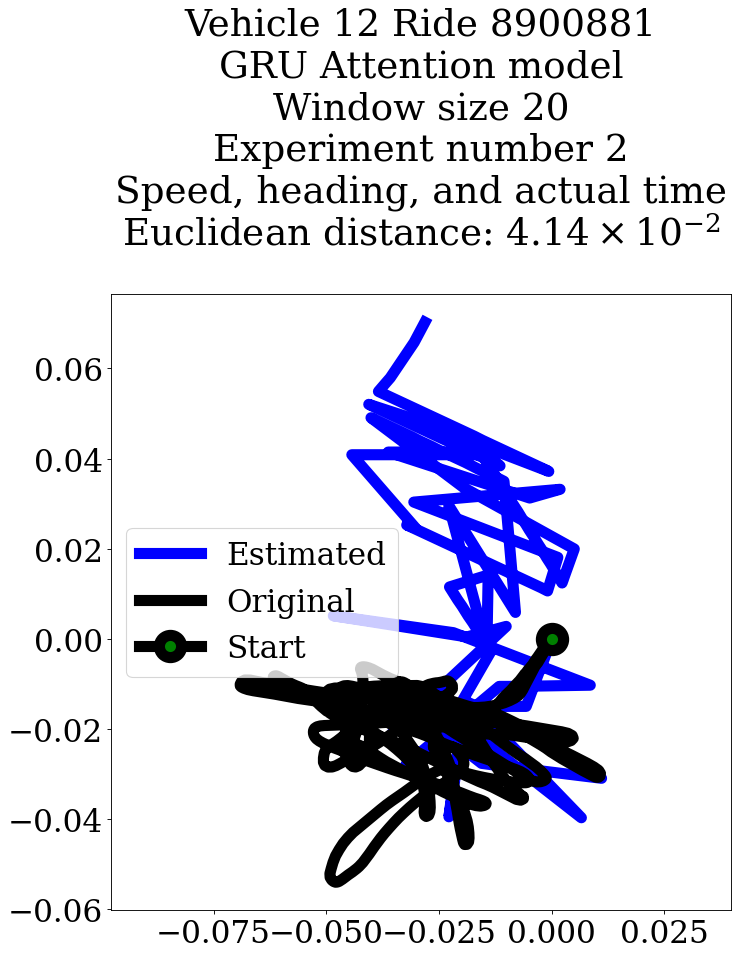 Vehicle 12 Ride 8900881
GRU Attention model
Window size 20
Experiment number 2
Speed, heading, and actual time
Euclidean distance: 4.14 × 10⁻²
0.06
0.04
0.02
0.00
−0.02
−0.04
−0.06
Estimated
Original
Start
−0.075 −0.050 −0.025 0.000 0.025